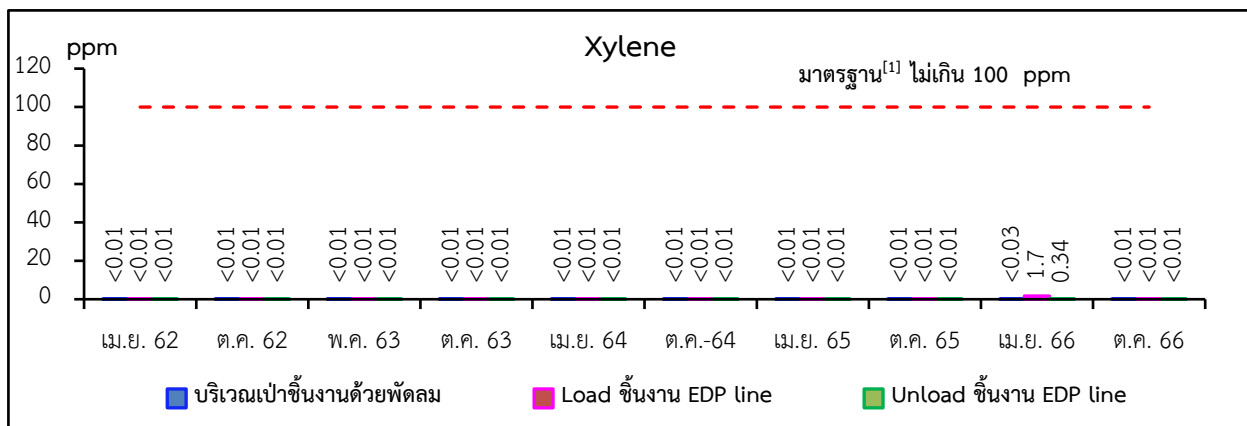 Xylene
ppm
มาตรฐาน[1] ไม่เกิน 100 ppm
120
100
80
60
40
20
0
<0.01 <0.01 <0.01
<0.01 <0.01 <0.01
<0.01 <0.01 <0.01
<0.01 <0.01 <0.01
<0.01 <0.01 <0.01
<0.01 <0.01 <0.01
<0.01 <0.01 <0.01
<0.01 <0.01 <0.01
<0.03 1.7 0.34
<0.01 <0.01 <0.01
เม.ย. 62 ต.ค. 62 พ.ค. 63 ต.ค. 63 เม.ย. 64 ต.ค.-64 เม.ย. 65 ต.ค. 65 เม.ย. 66 ต.ค. 66
บริเวณเป่าชิ้นงานด้วยพัดลม Load ชิ้นงาน EDP line Unload ชิ้นงาน EDP line